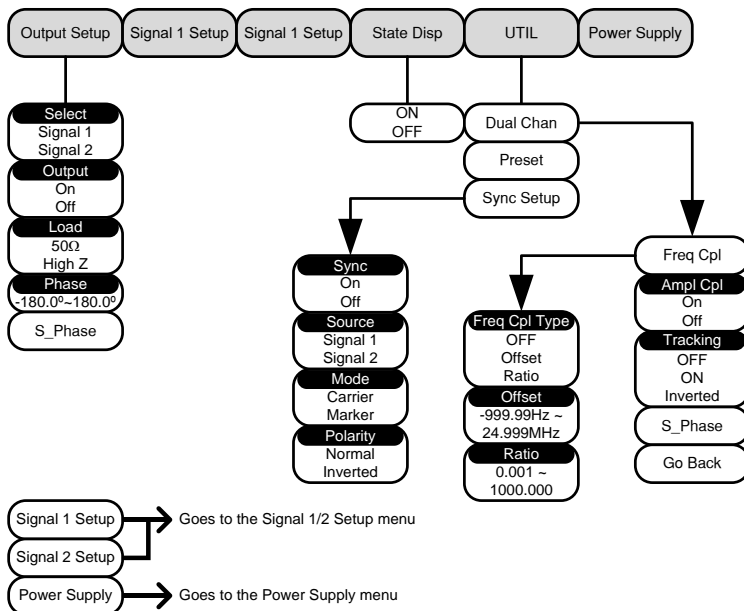 Output Setup
Signal 1 Setup
Signal 1 Setup
State Disp
UTIL
Power Supply
Select
Signal 1
Signal 2
Output
On
Off
Load
50Ω
High Z
Phase
-180.0º~180.0º
S_Phase
ON
OFF
Dual Chan
Preset
Sync Setup
Sync
On
Off
Source
Signal 1
Signal 2
Mode
Carrier
Marker
Polarity
Normal
Inverted
Freq Cpl Type
OFF
Offset
Ratio
Offset
-999.99Hz ~
24.999MHz
Ratio
0.001 ~
1000.000
Freq Cpl
Ampl Cpl
On
Off
Tracking
OFF
ON
Inverted
S_Phase
Go Back
Signal 1 Setup
Goes to the Signal 1/2 Setup menu
Signal 2 Setup
Power Supply
Goes to the Power Supply menu